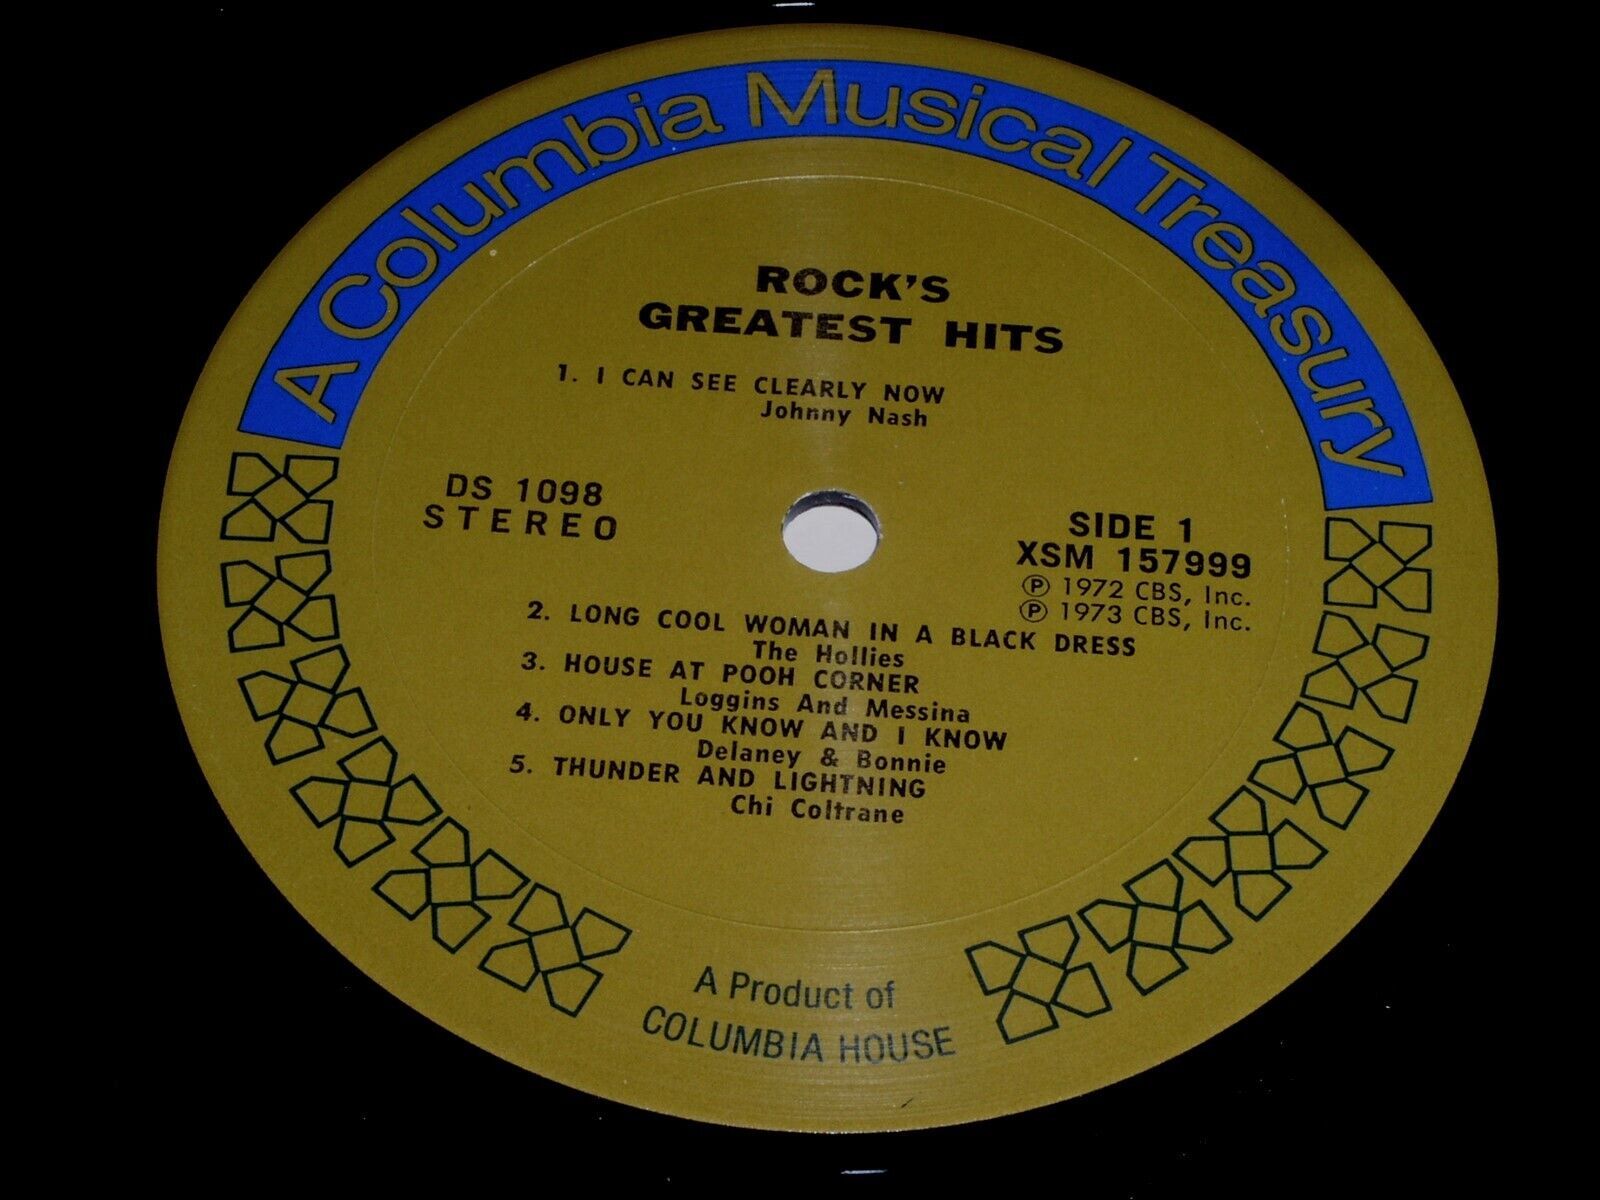 A Columbia Musical Treasury
ROCK'S
GREATEST HITS
1. I CAN SEE CLEARLY NOW
Johnny Nash
DS 1098
STEREO
SIDE 1
XSM 157999
Ⓟ 1972 CBS, Inc.
Ⓟ 1973 CBS, Inc.
2. LONG COOL WOMAN IN A BLACK DRESS
The Hollies
3. HOUSE AT POOH CORNER
Loggins And Messina
4. ONLY YOU KNOW AND I KNOW
Delaney & Bonnie
5. THUNDER AND LIGHTNING
Chi Coltrane
A Product of
COLUMBIA HOUSE